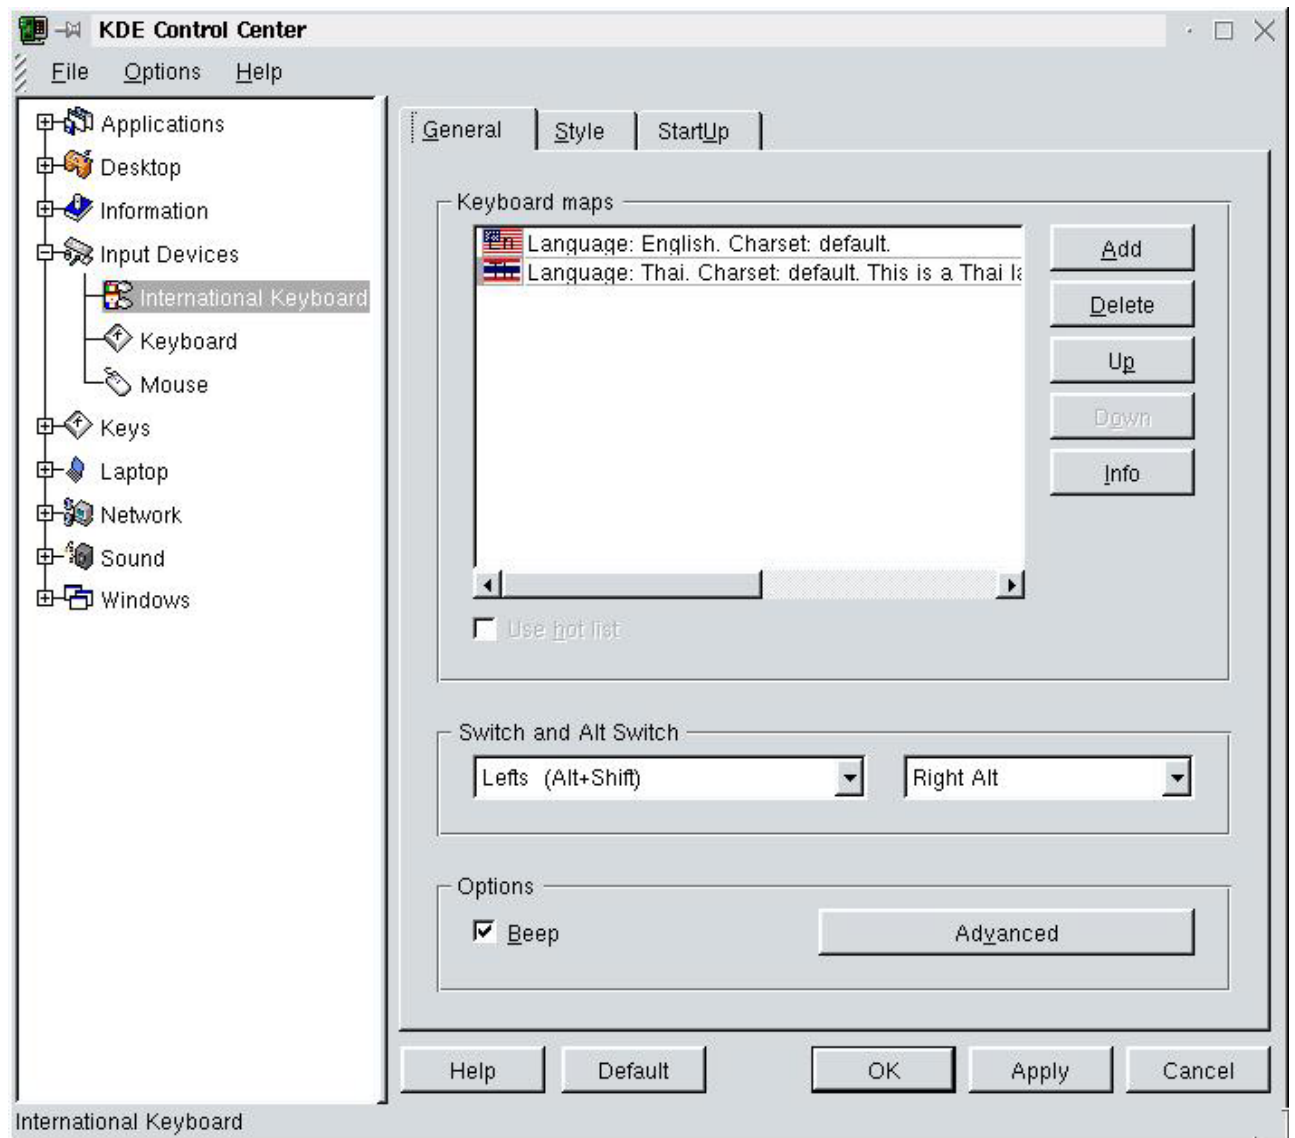 KDE Control Center
File Options Help
Applications
Desktop
Information
Input Devices
International Keyboard
Keyboard
Mouse
Keys
Laptop
Network
Sound
Windows
General Style StartUp
Keyboard maps
En Language: English. Charset: default.
Th Language: Thai. Charset: default. This is a Thai la
Add
Delete
Up
Down
Info
Use hot list
Switch and Alt Switch
Lefts (Alt+Shift) Right Alt
Options
Beep Advanced
Help Default OK Apply Cancel
International Keyboard